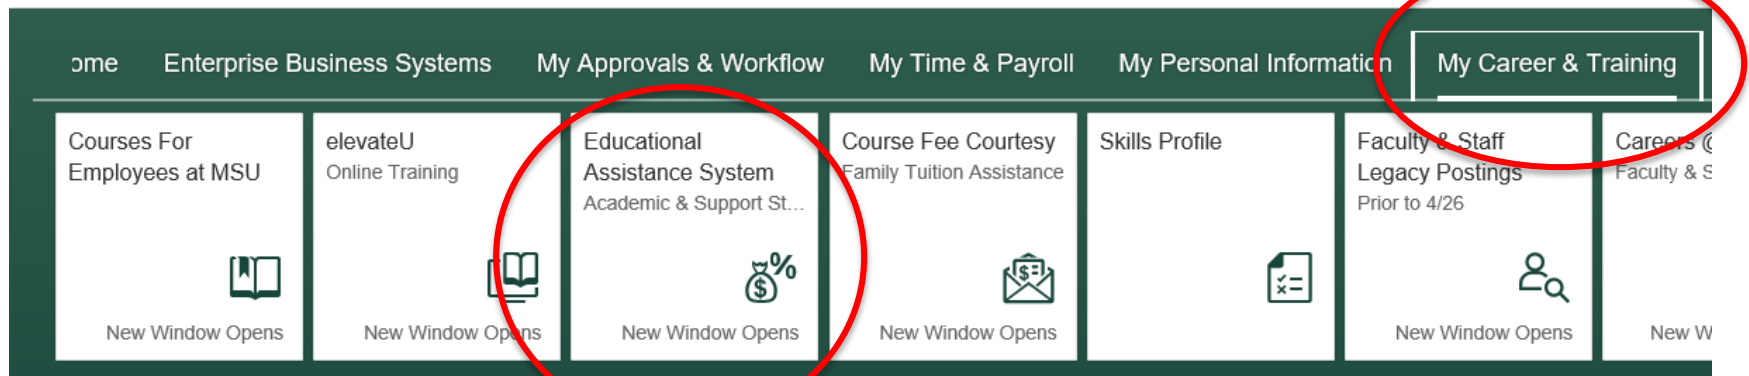 ome Enterprise Business Systems My Approvals & Workflow My Time & Payroll My Personal Information My Career & Training
Courses For
Employees at MSU
New Window Opens
elevateU
Online Training
New Window Opens
Educational
Assistance System
Academic & Support St...
$%
New Window Opens
Course Fee Courtesy
Family Tuition Assistance
$
New Window Opens
Skills Profile
Faculty & Staff
Legacy Postings
Prior to 4/26
New Window Opens
Careers @
Faculty & S
New W